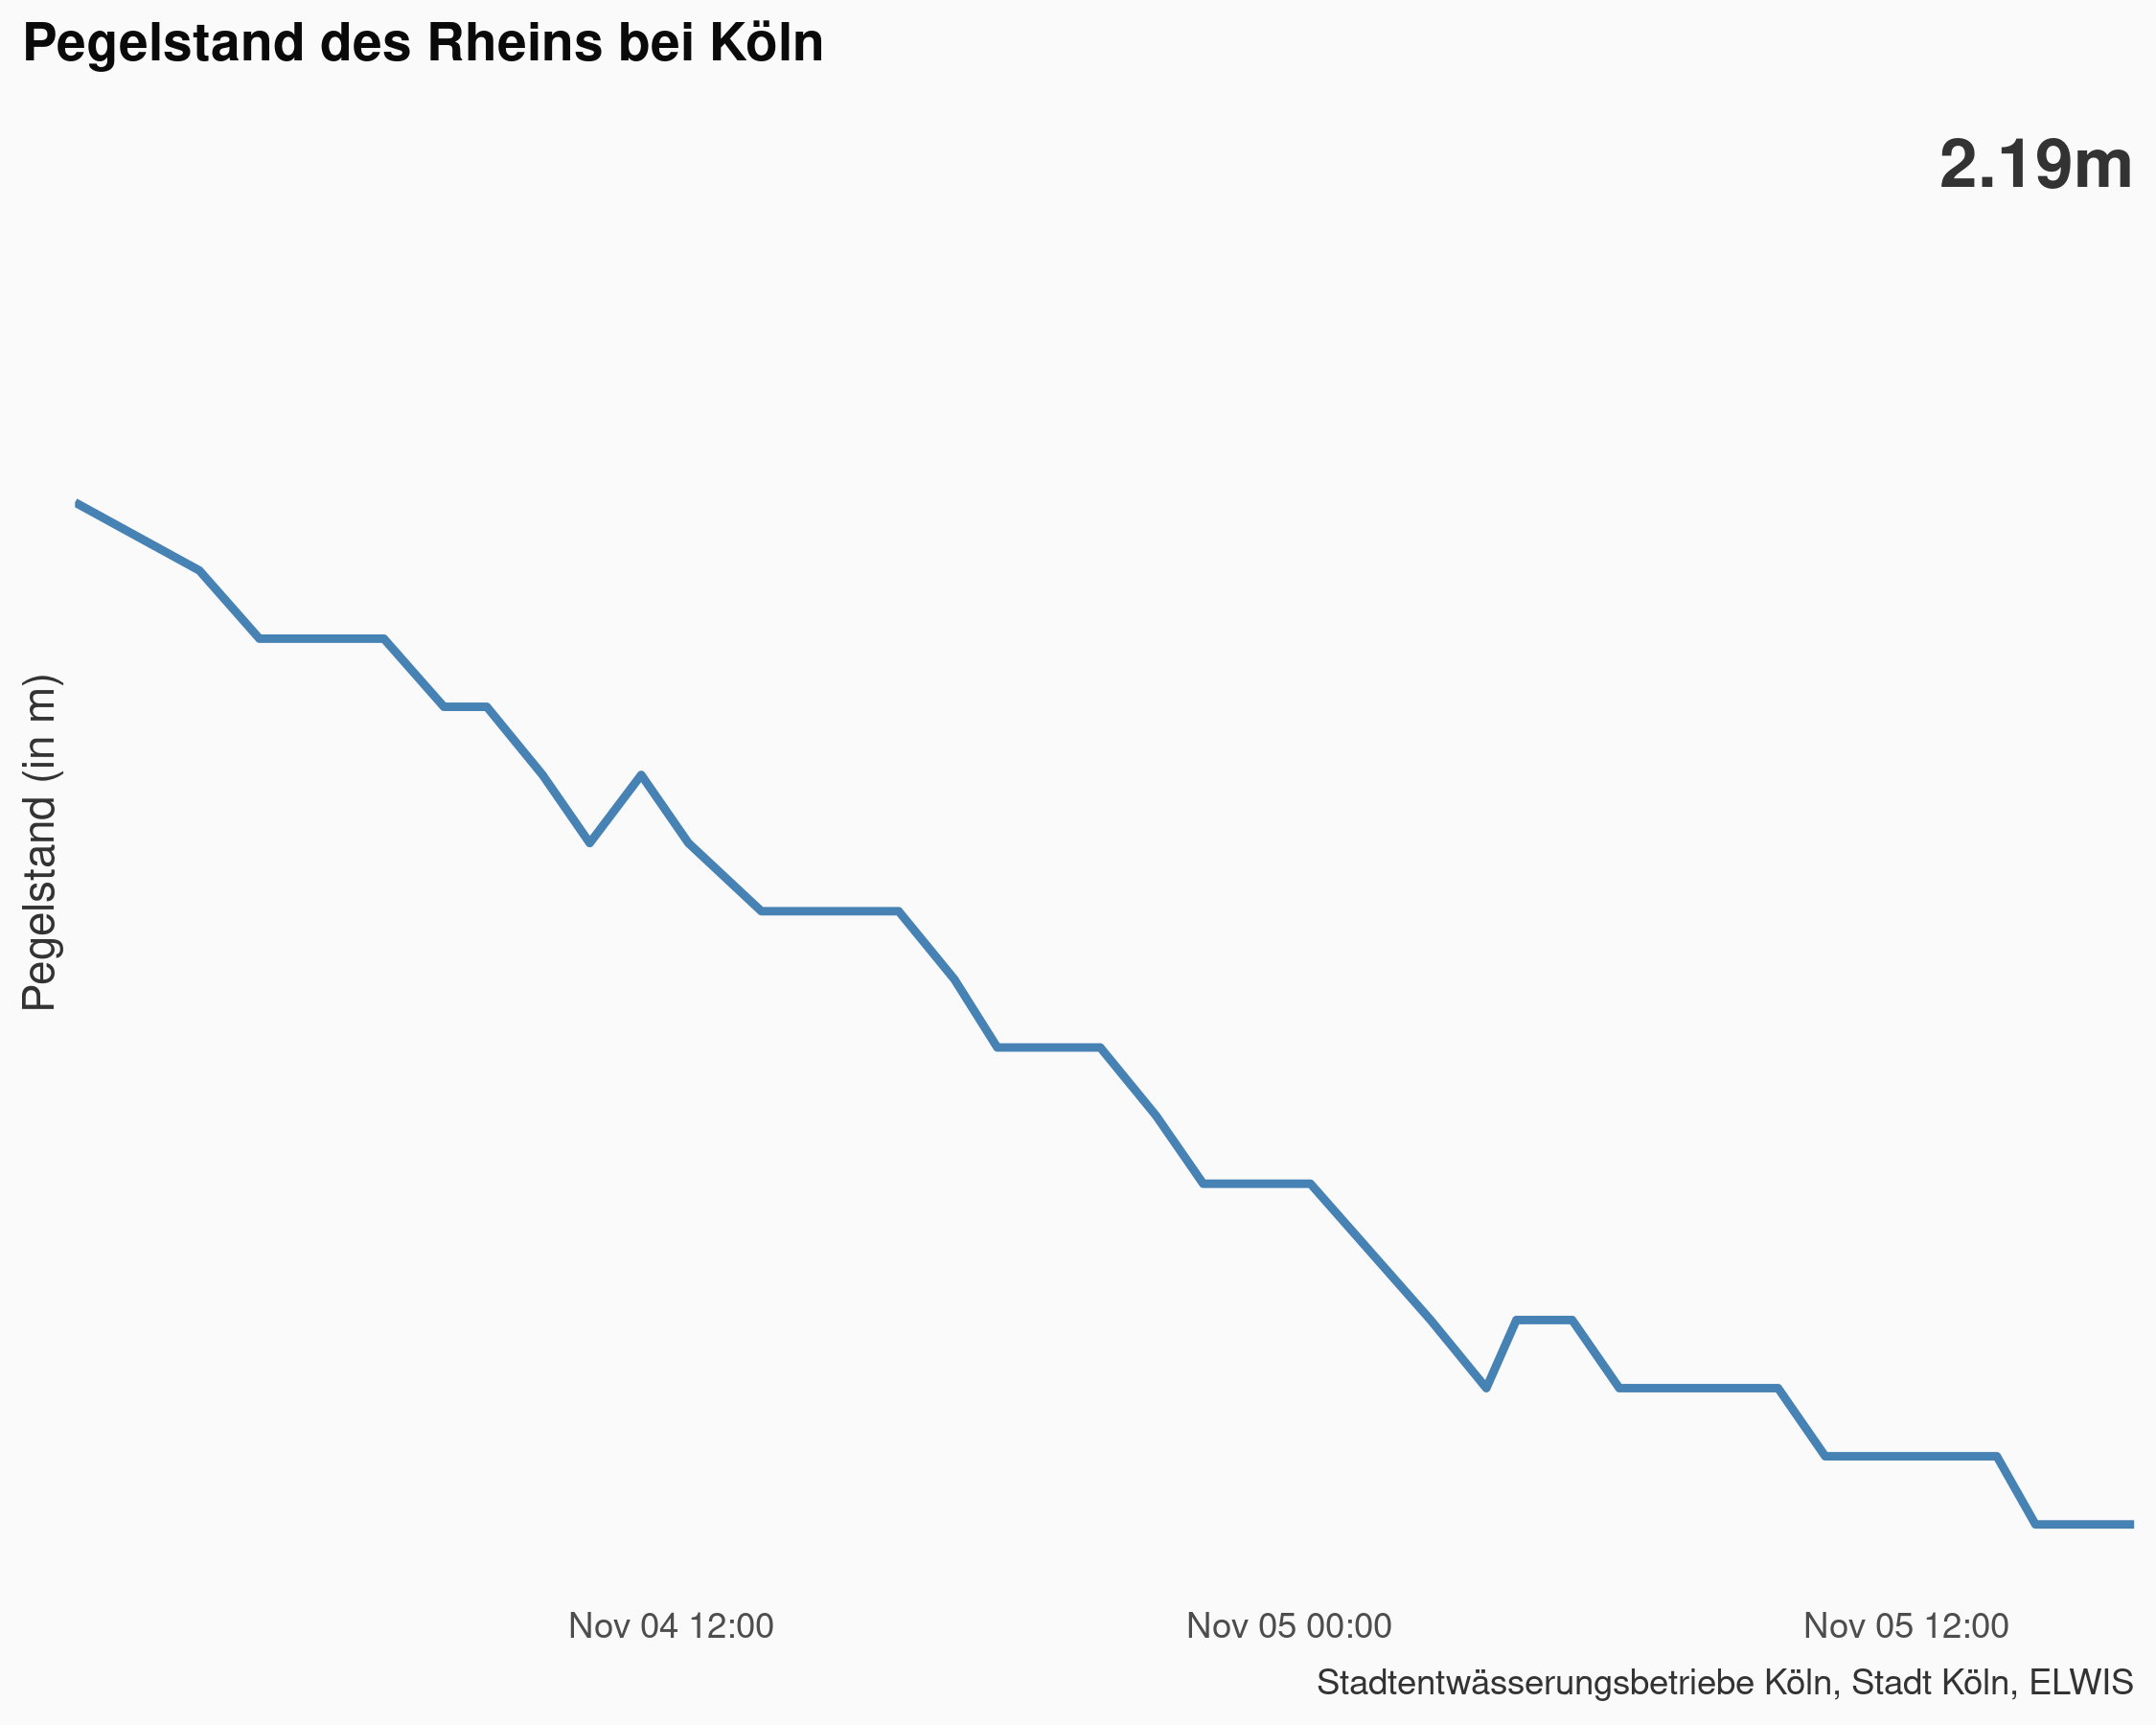 Pegelstand des Rheins bei Köln
2.19m
Pegelstand (in m)
Nov 04 12:00
Nov 05 00:00
Nov 05 12:00
Stadtentwässerungsbetriebe Köln, Stadt Köln, ELWIS